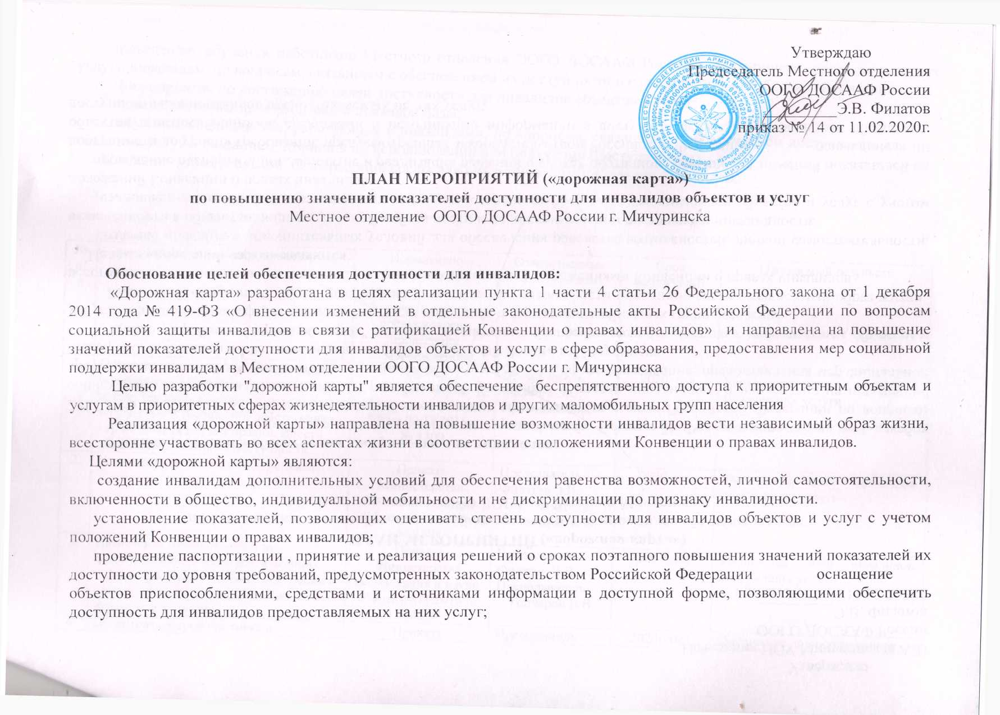 Утверждаю
Председатель Местного отделения
ООГО ДОСААФ России
Э.В. Филатов
приказ № 14 от 11.02.2020г.
ПЛАН МЕРОПРИЯТИЙ («дорожная карта»)
по повышению значений показателей доступности для инвалидов объектов и услуг
Местное отделение ООГО ДОСААФ России г. Мичуринска
Обоснование целей обеспечения доступности для инвалидов:
«Дорожная карта» разработана в целях реализации пункта 1 части 4 статьи 26 Федерального закона от 1 декабря
2014 года № 419-ФЗ «О внесении изменений в отдельные законодательные акты Российской Федерации по вопросам
социальной защиты инвалидов в связи с ратификацией Конвенции о правах инвалидов» и направлена на повышение
значений показателей доступности для инвалидов объектов и услуг в сфере образования, предоставления мер социальной
поддержки инвалидам в Местном отделении ООГО ДОСААФ России г. Мичуринска
Целью разработки "дорожной карты" является обеспечение беспрепятственного доступа к приоритетным объектам и
услугам в приоритетных сферах жизнедеятельности инвалидов и других маломобильных групп населения
Реализация «дорожной карты» направлена на повышение возможности инвалидов вести независимый образ жизни,
всесторонне участвовать во всех аспектах жизни в соответствии с положениями Конвенции о правах инвалидов.
Целями «дорожной карты» являются:
создание инвалидам дополнительных условий для обеспечения равенства возможностей, личной самостоятельности,
включенности в общество, индивидуальной мобильности и не дискриминации по признаку инвалидности.
установление показателей, позволяющих оценивать степень доступности для инвалидов объектов и услуг с учетом
положений Конвенции о правах инвалидов;
проведение паспортизации , принятие и реализация решений о сроках поэтапного повышения значений показателей их
доступности до уровня требований, предусмотренных законодательством Российской Федерации оснащение
объектов приспособлениями, средствами и источниками информации в доступной форме, позволяющими обеспечить
доступность для инвалидов предоставляемых на них услуг;